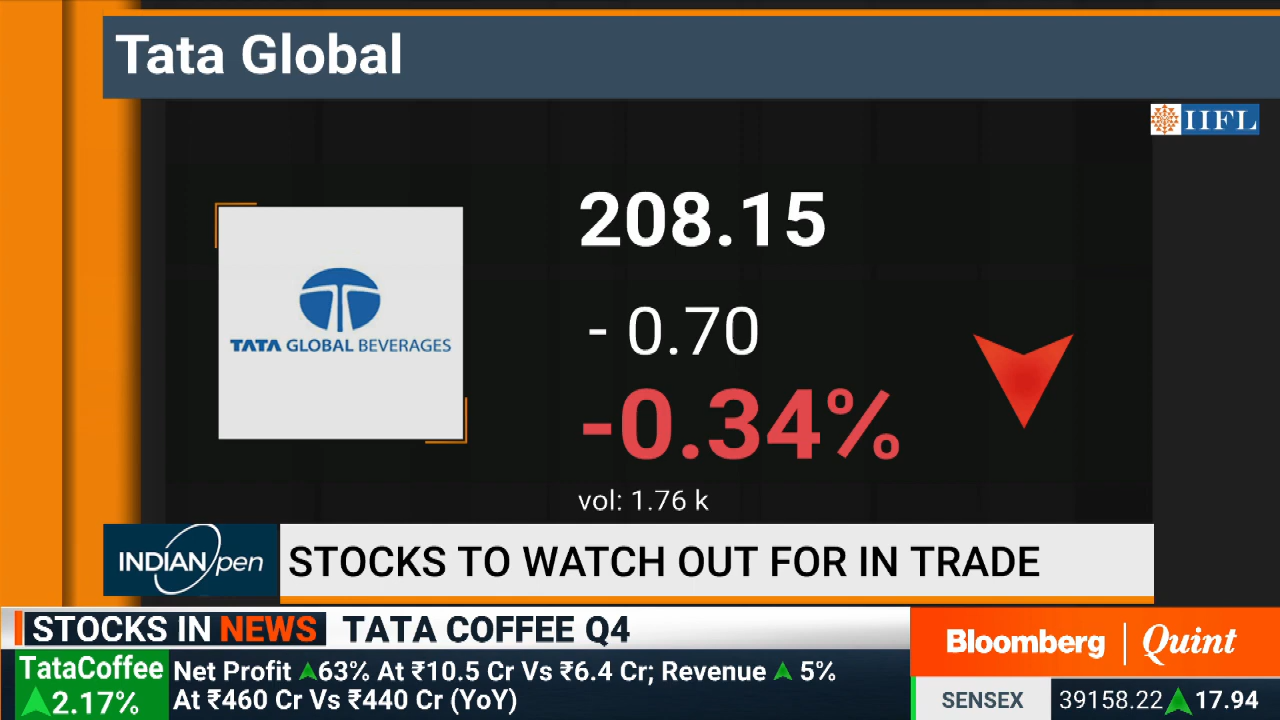 Tata Global
IIFL
208.15
TATA GLOBAL BEVERAGES
- 0.70
-0.34%
vol: 1.76 k
INDIAN Open
STOCKS TO WATCH OUT FOR IN TRADE
STOCKS IN NEWS TATA COFFEE Q4
TataCoffee
2.17%
Net Profit ▲63% At ₹10.5 Cr Vs ₹6.4 Cr; Revenue ▲ 5%
At ₹460 Cr Vs ₹440 Cr (YoY)
Bloomberg | Quint
SENSEX 39158.22 ▲ 17.94